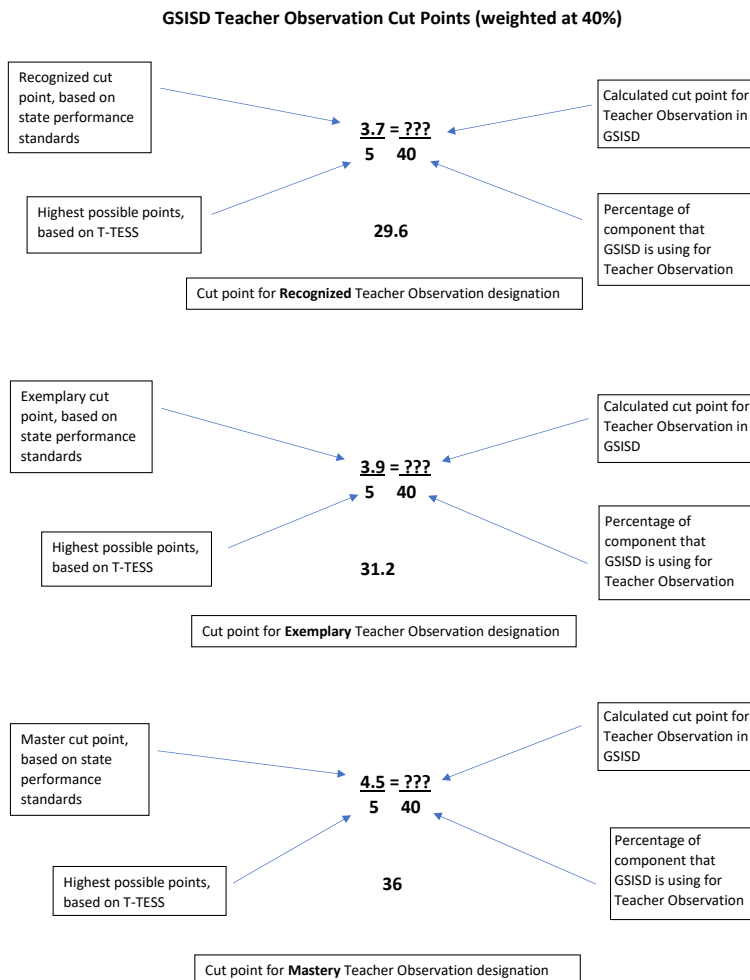 GSISD Teacher Observation Cut Points (weighted at 40%)
Recognized cut
point, based on
state performance
standards
Calculated cut point for
Teacher Observation in
GSISD
3.7 = ???
5 40
Highest possible points,
based on T-TESS
Percentage of
component that
GSISD is using for
Teacher Observation
29.6
Cut point for Recognized Teacher Observation designation
Exemplary cut
point, based on
state performance
standards
Calculated cut point for
Teacher Observation in
GSISD
3.9 = ???
5 40
Highest possible points,
based on T-TESS
Percentage of
component that
GSISD is using for
Teacher Observation
31.2
Cut point for Exemplary Teacher Observation designation
Master cut point,
based on state
performance
standards
Calculated cut point for
Teacher Observation in
GSISD
4.5 = ???
5 40
Highest possible points,
based on T-TESS
Percentage of
component that
GSISD is using for
Teacher Observation
36
Cut point for Mastery Teacher Observation designation